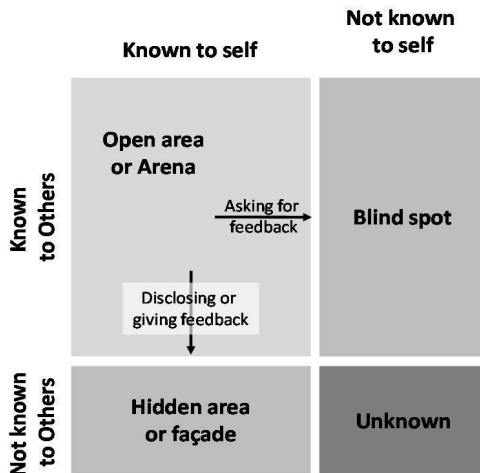 Known to self
Not known
to self
Known
to Others
Open area
or Arena
Asking for
feedback
Blind spot
Disclosing or
giving feedback
Not known
to Others
Hidden area
or façade
Unknown